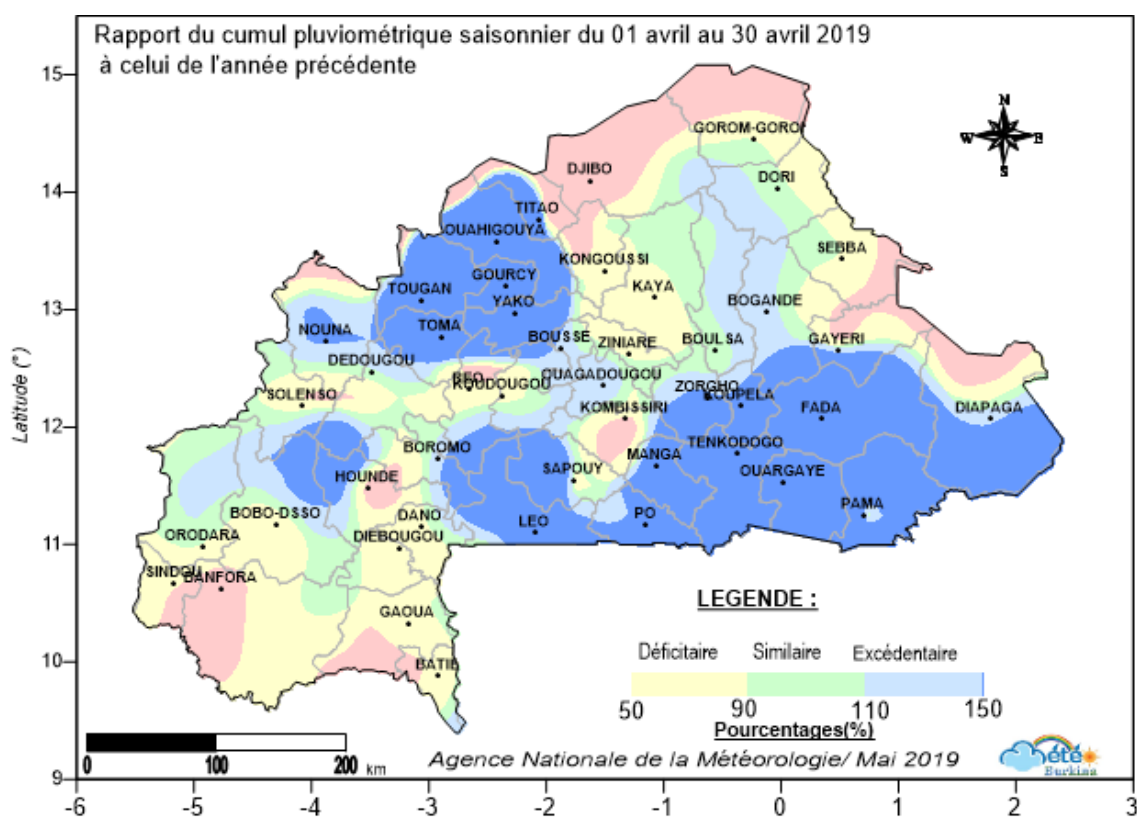 Rapport du cumul pluviométrique saisonnier du 01 avril au 30 avril 2019
à celui de l'année précédente
15
14
13
12
11
10
9
Latitude (°)
N
W
E
S
GOROM-GOROM
DJIBO
DORI
TITAO
OUAHIGOUYA
SEBBA
KONGOUSSI
GOURCY
TOUGAN
KAYA
YAKO
BOGANDE
NOUNA
TOMA
BOUSSE
ZINIARE
BOULSA
GAYERI
DEDOUGOU
REO
KOUDOUGOU
OUAGADOUGOU
ZORGHO
KOUPELA
SOLENSO
KOMBISSIRI
FADA
DIAPAGA
BOROMO
TENKODOGO
HOUNDE
SAPOUY
MANGA
OUARGAYE
BOBO-DSSO
DANO
LEO
PO
PAMA
ORODARA
DIEBOUGOU
SINDOU
BANFORA
GAOUA
BATIE
LEGENDE :
Déficitaire Similaire Excédentaire
50 90 110 150
Pourcentages(%)
0 100 200 km
Agence Nationale de la Météorologie/ Mai 2019
Météo
Burkina
-6 -5 -4 -3 -2 -1 0 1 2 3